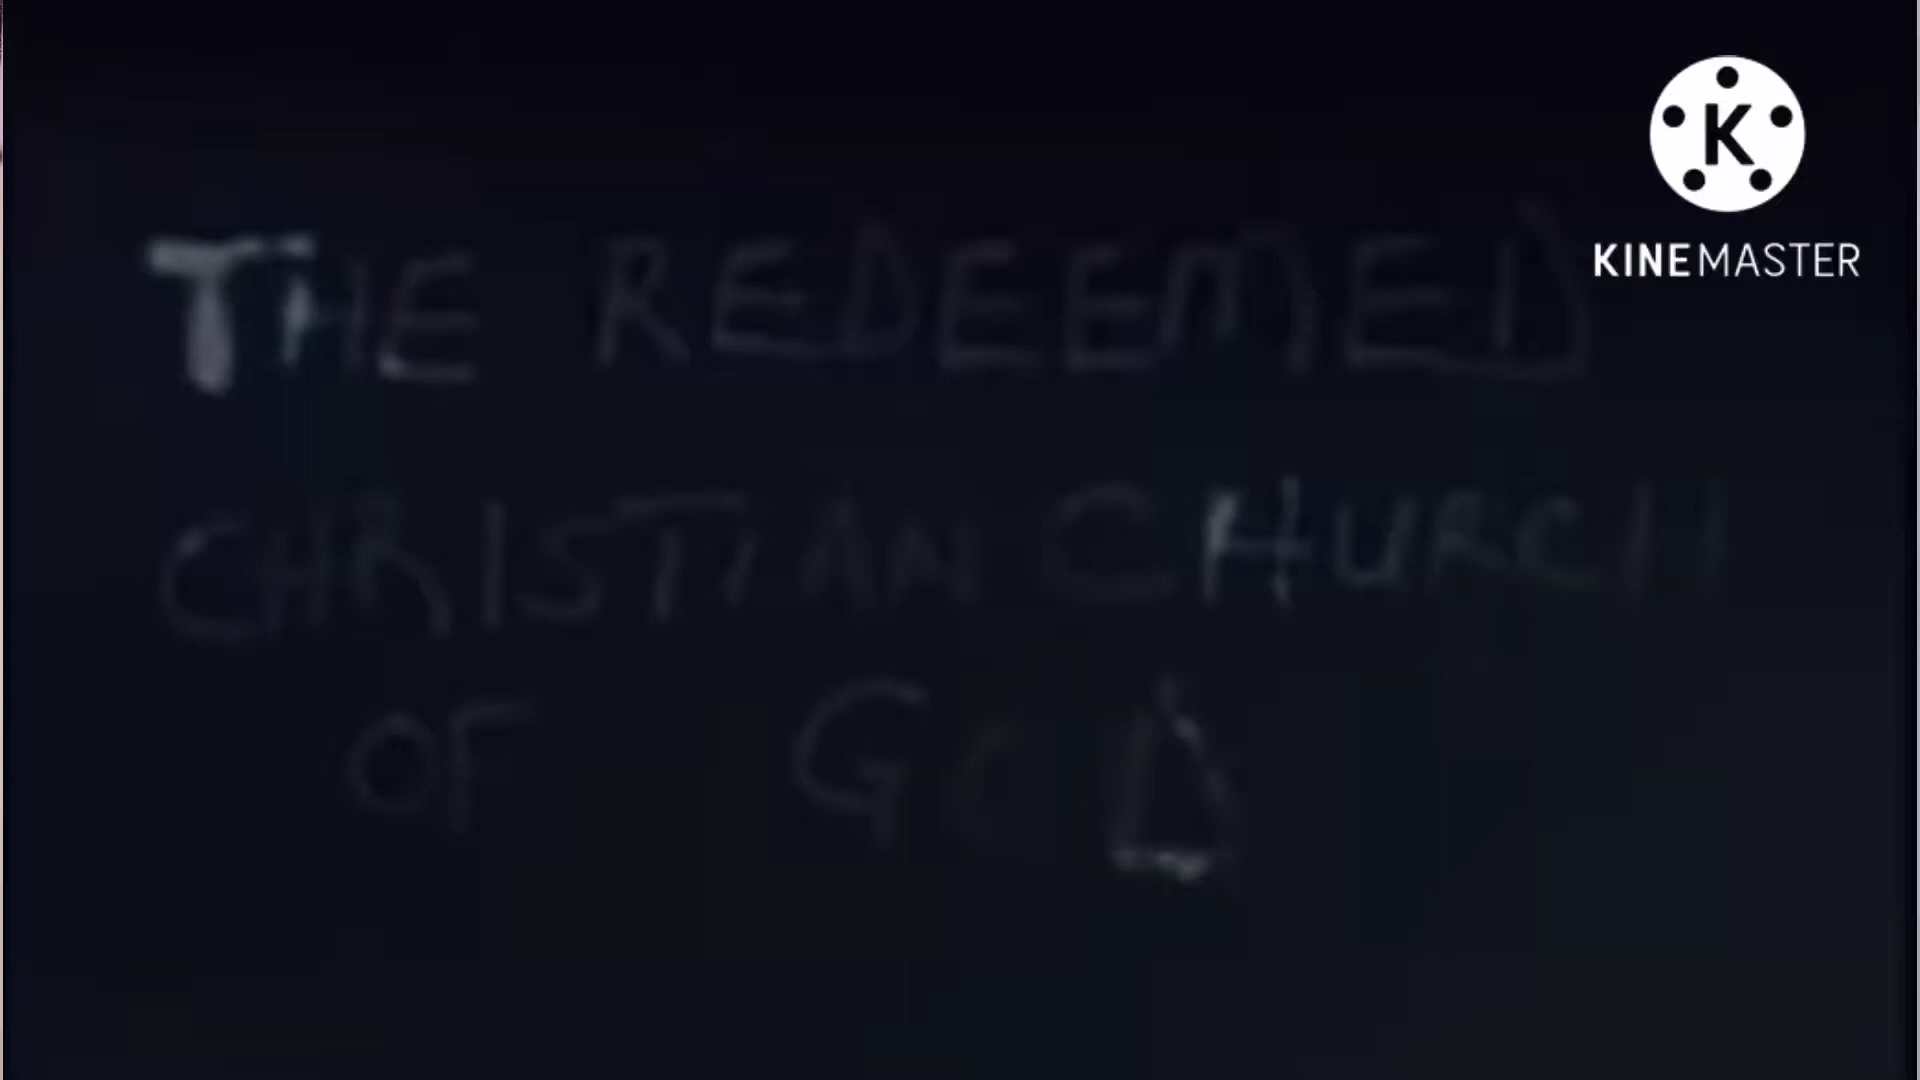 THE REDEEMED
CHRISTIAN CHURCH
OF GOD
K
KINEMASTER